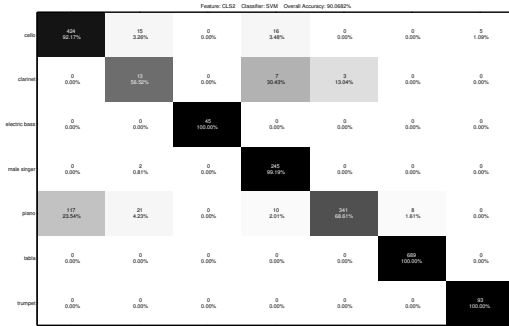 Feature: CLS2 Classifier: SVM Overall Accuracy: 90.0682%
cello
424 15 0 16 0 0 5
92.17% 3.26% 0.00% 3.48% 0.00% 0.00% 1.09%
clarinet
0 13 0 7 3 0 0
0.00% 56.52% 0.00% 30.43% 13.04% 0.00% 0.00%
electric bass
0 0 45 0 0 0 0
0.00% 0.00% 100.00% 0.00% 0.00% 0.00% 0.00%
male singer
0 2 0 245 0 0 0
0.00% 0.81% 0.00% 99.19% 0.00% 0.00% 0.00%
piano
117 21 0 10 341 8 0
23.54% 4.23% 0.00% 2.01% 68.61% 1.61% 0.00%
tabla
0 0 0 0 0 689 0
0.00% 0.00% 0.00% 0.00% 0.00% 100.00% 0.00%
trumpet
0 0 0 0 0 0 93
0.00% 0.00% 0.00% 0.00% 0.00% 0.00% 100.00%